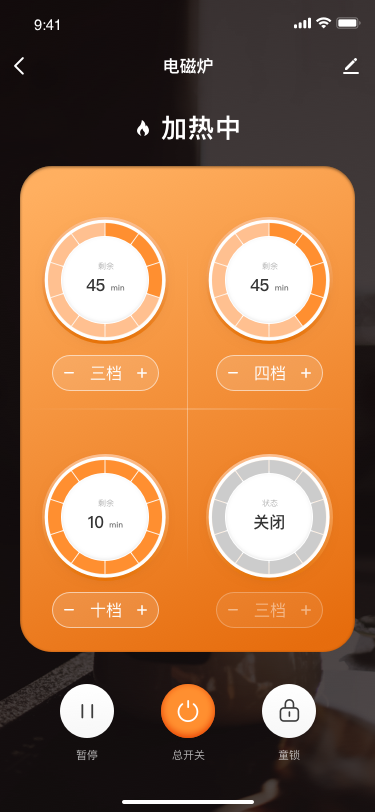 9:41
电磁炉
加热中
剩余
45 min
剩余
45 min
三档
四档
剩余
10 min
状态
关闭
十档
三档
暂停
总开关
童锁